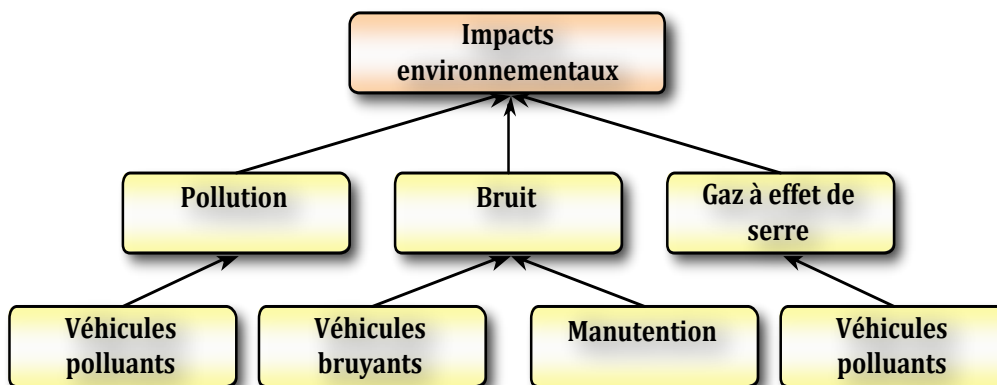 Impacts
environnementaux
Pollution
Bruit
Gaz à effet de
serre
Véhicules
polluants
Véhicules
bruyants
Manutention
Véhicules
polluants